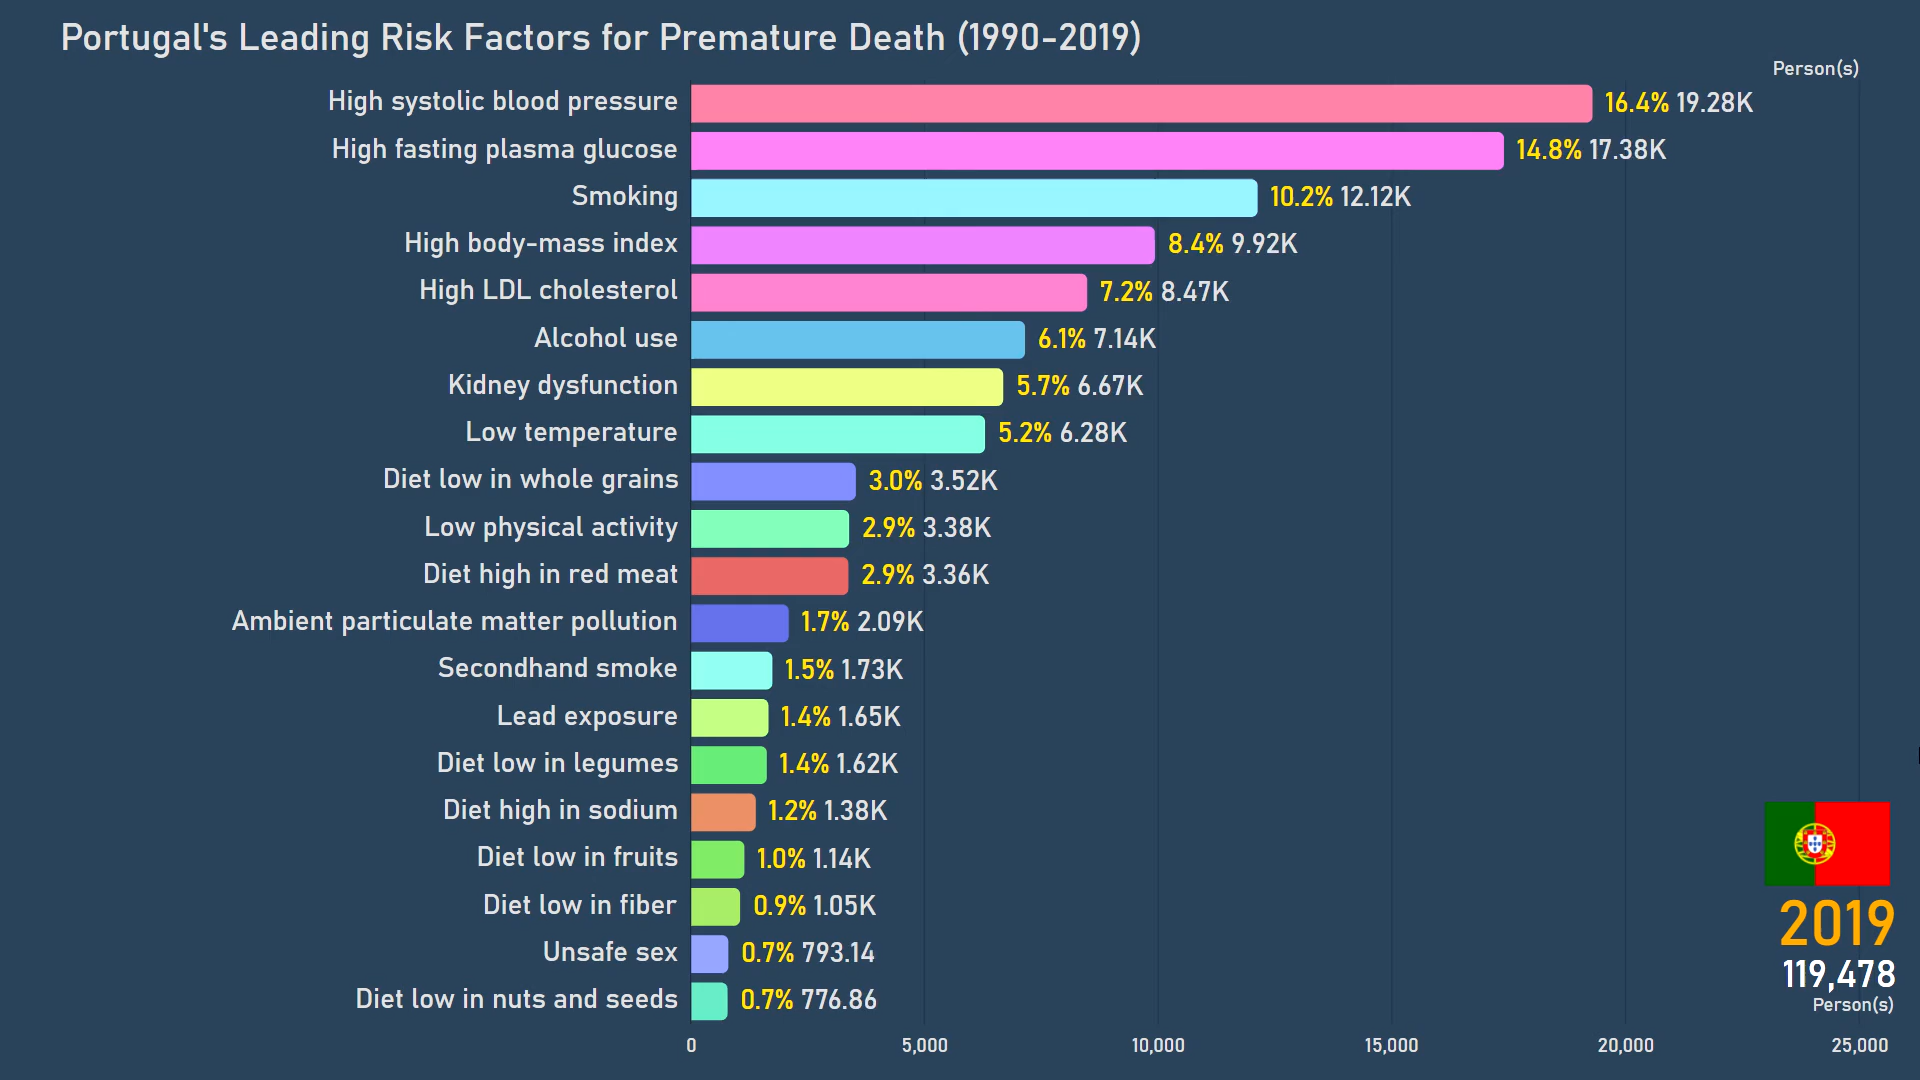 Portugal's Leading Risk Factors for Premature Death (1990-2019)
Person(s)
High systolic blood pressure 16.4% 19.28K
High fasting plasma glucose 14.8% 17.38K
Smoking 10.2% 12.12K
High body-mass index 8.4% 9.92K
High LDL cholesterol 7.2% 8.47K
Alcohol use 6.1% 7.14K
Kidney dysfunction 5.7% 6.67K
Low temperature 5.2% 6.28K
Diet low in whole grains 3.0% 3.52K
Low physical activity 2.9% 3.38K
Diet high in red meat 2.9% 3.36K
Ambient particulate matter pollution 1.7% 2.09K
Secondhand smoke 1.5% 1.73K
Lead exposure 1.4% 1.65K
Diet low in legumes 1.4% 1.62K
Diet high in sodium 1.2% 1.38K
Diet low in fruits 1.0% 1.14K
Diet low in fiber 0.9% 1.05K
Unsafe sex 0.7% 793.14
Diet low in nuts and seeds 0.7% 776.86
2019
119,478
Person(s)
0 5,000 10,000 15,000 20,000 25,000